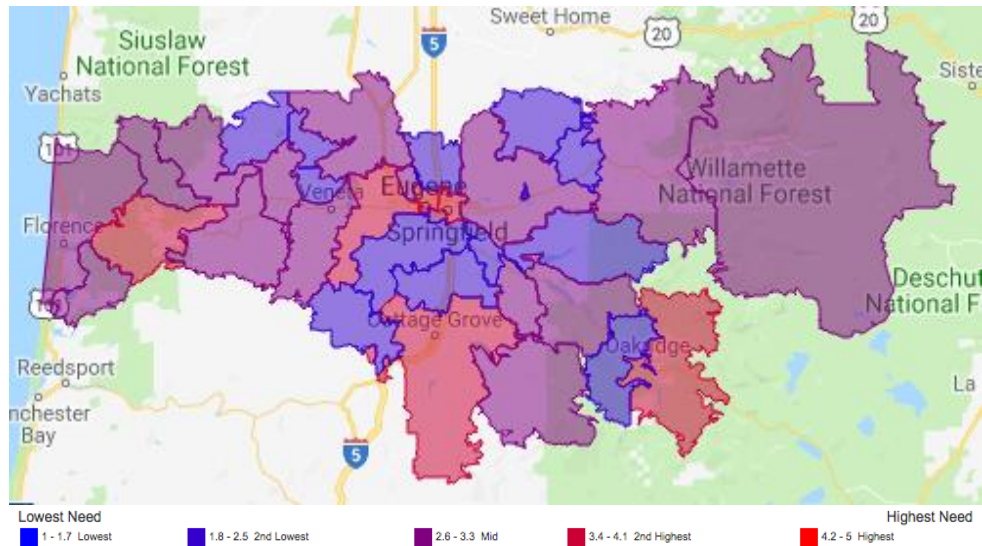 Sweet Home
20
20
5
Siuslaw
National Forest
Siste
Yachats
101
Willamette
National Forest
Veneta
Eugene
Florence
Springfield
Deschut
National F
Cottage Grove
Oakridge
Reedsport
La
nchester
Bay
5
Lowest Need
Highest Need
1 - 1.7 Lowest
1.8 - 2.5 2nd Lowest
2.6 - 3.3 Mid
3.4 - 4.1 2nd Highest
4.2 - 5 Highest